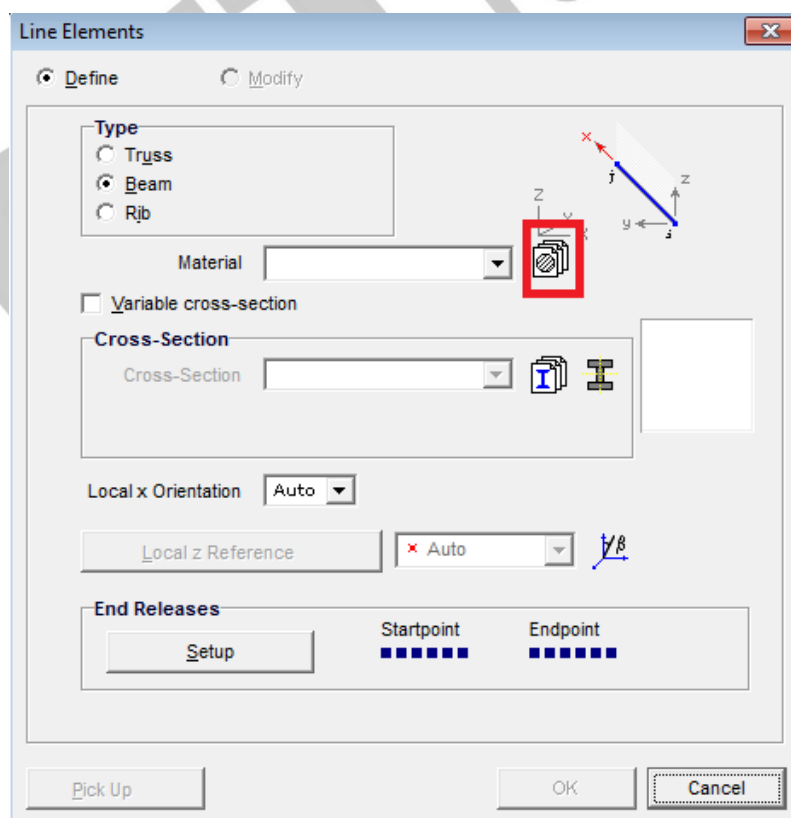 Line Elements
Define Modify
Type
Truss
Beam
Rib
x
j
z
y
i
Z
Y
X
Material
Variable cross-section
Cross-Section
Cross-Section
I
Local x Orientation Auto
Local z Reference Auto
β
End Releases
Setup Startpoint Endpoint
Pick Up OK Cancel